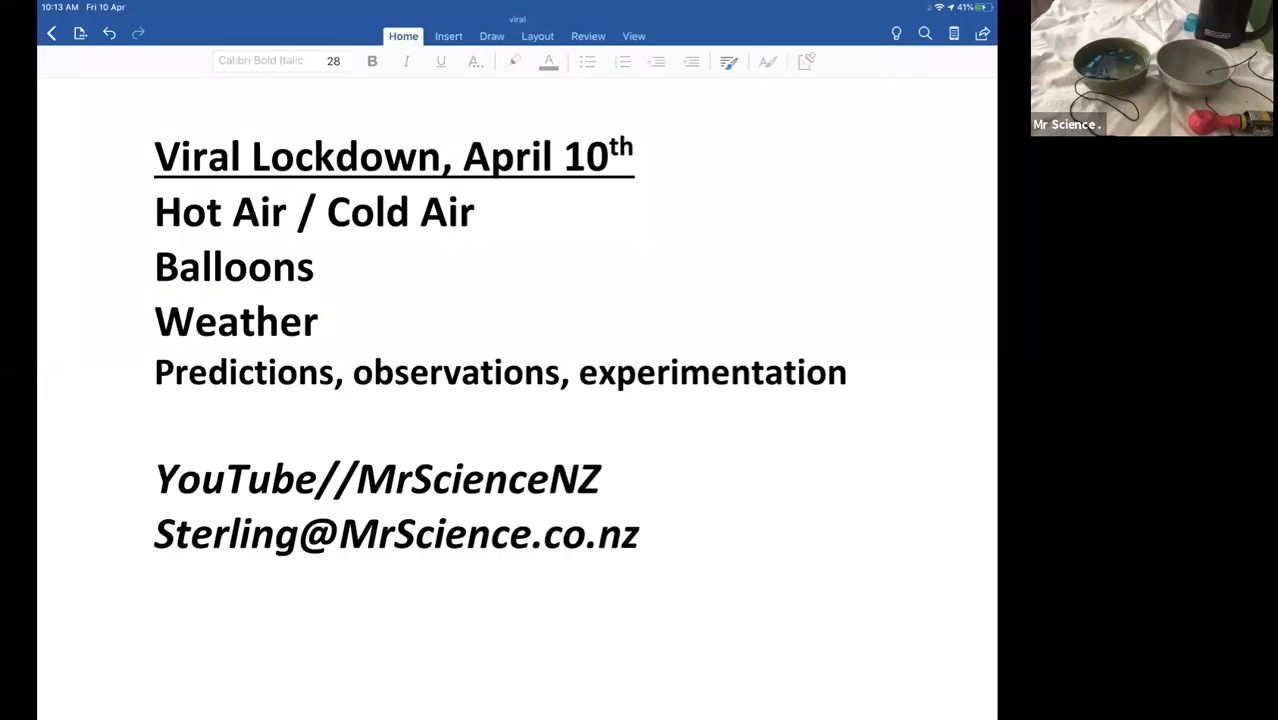 10:13 AM Fri 10 Apr
41%
viral
Home Insert Draw Layout Review View
Calibri Bold Italic 28 B I U A.. A
Viral Lockdown, April 10th
Hot Air / Cold Air
Balloons
Weather
Predictions, observations, experimentation
YouTube//MrScienceNZ
Sterling@MrScience.co.nz
Mr Science .